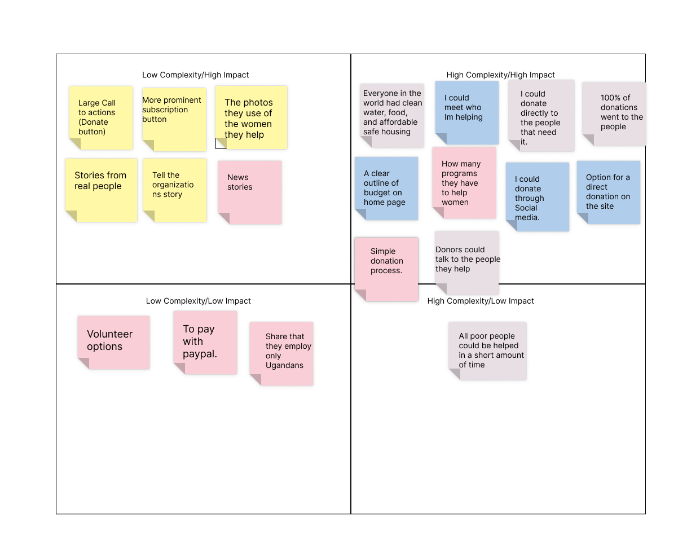 Low Complexity/High Impact
Large Call
to actions
(Donate
button)
More prominent
subscription
button
The photos
they use of
the women
they help
Stories from
real people
Tell the
organizatio
ns story
News
stories
High Complexity/High Impact
Everyone in the
world had clean
water, food,
and affordable
safe housing
I could
meet who
Im helping
I could
donate
directly to
the people
that need
it.
100% of
donations
went to the
people
A clear
outline of
budget on
home page
How many
programs
they have
to help
women
I could
donate
through
Social
media.
Option for a
direct
donation on
the site
Simple
donation
process.
Donors could
talk to the people
they help
Low Complexity/Low Impact
Volunteer
options
To pay
with
paypal.
Share that
they employ
only
Ugandans
High Complexity/Low Impact
All poor people
could be helped
in a short amount
of time